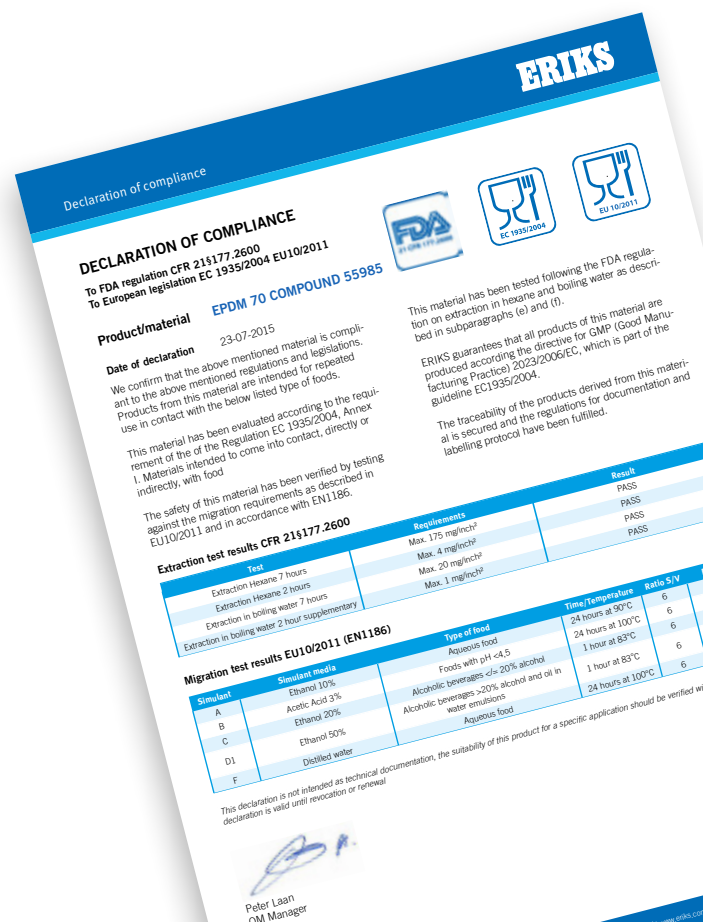 ERIKS
Declaration of compliance
DECLARATION OF COMPLIANCE
To FDA regulation CFR 21§177.2600
To European legislation EC 1935/2004 EU10/2011
FDA
21 CFR 177.2600
EC 1935/2004
EU 10/2011
Product/material
EPDM 70 COMPOUND 55985
Date of declaration
23-07-2015
We confirm that the above mentioned material is compli-
ant to the above mentioned regulations and legislations.
Products from this material are intended for repeated
use in contact with the below listed type of foods.
This material has been evaluated according to the requi-
rement of the of the Regulation EC 1935/2004, Annex
I. Materials intended to come into contact, directly or
indirectly, with food
The safety of this material has been verified by testing
against the migration requirements as described in
EU10/2011 and in accordance with EN1186.
This material has been tested following the FDA regula-
tion on extraction in hexane and boiling water as descri-
bed in subparagraphs (e) and (f).
ERIKS guarantees that all products of this material are
produced according the directive for GMP (Good Manu-
facturing Practice) 2023/2006/EC, which is part of the
guideline EC1935/2004.
The traceability of the products derived from this materi-
al is secured and the regulations for documentation and
labelling protocol have been fulfilled.
Extraction test results CFR 21§177.2600
Test Requirements Result
Extraction Hexane 7 hours Max. 175 mg/inch² PASS
Extraction Hexane 2 hours Max. 4 mg/inch² PASS
Extraction in boiling water 7 hours Max. 20 mg/inch² PASS
Extraction in boiling water 2 hour supplementary Max. 1 mg/inch² PASS
Migration test results EU10/2011 (EN1186)
Simulant Simulant media Type of food Time/Temperature Ratio S/V
A Ethanol 10% Aqueous food 24 hours at 90°C 6
B Acetic Acid 3% Foods with pH <4,5 24 hours at 100°C 6
C Ethanol 20% Alcoholic beverages </= 20% alcohol 1 hour at 83°C 6
D1 Ethanol 50% Alcoholic beverages >20% alcohol and oil in
water emulsions 1 hour at 83°C 6
F Distilled water Aqueous food 24 hours at 100°C 6
This declaration is not intended as technical documentation, the suitability of this product for a specific application should be verified
declaration is valid until revocation or renewal
Peter Laan
QM Manager